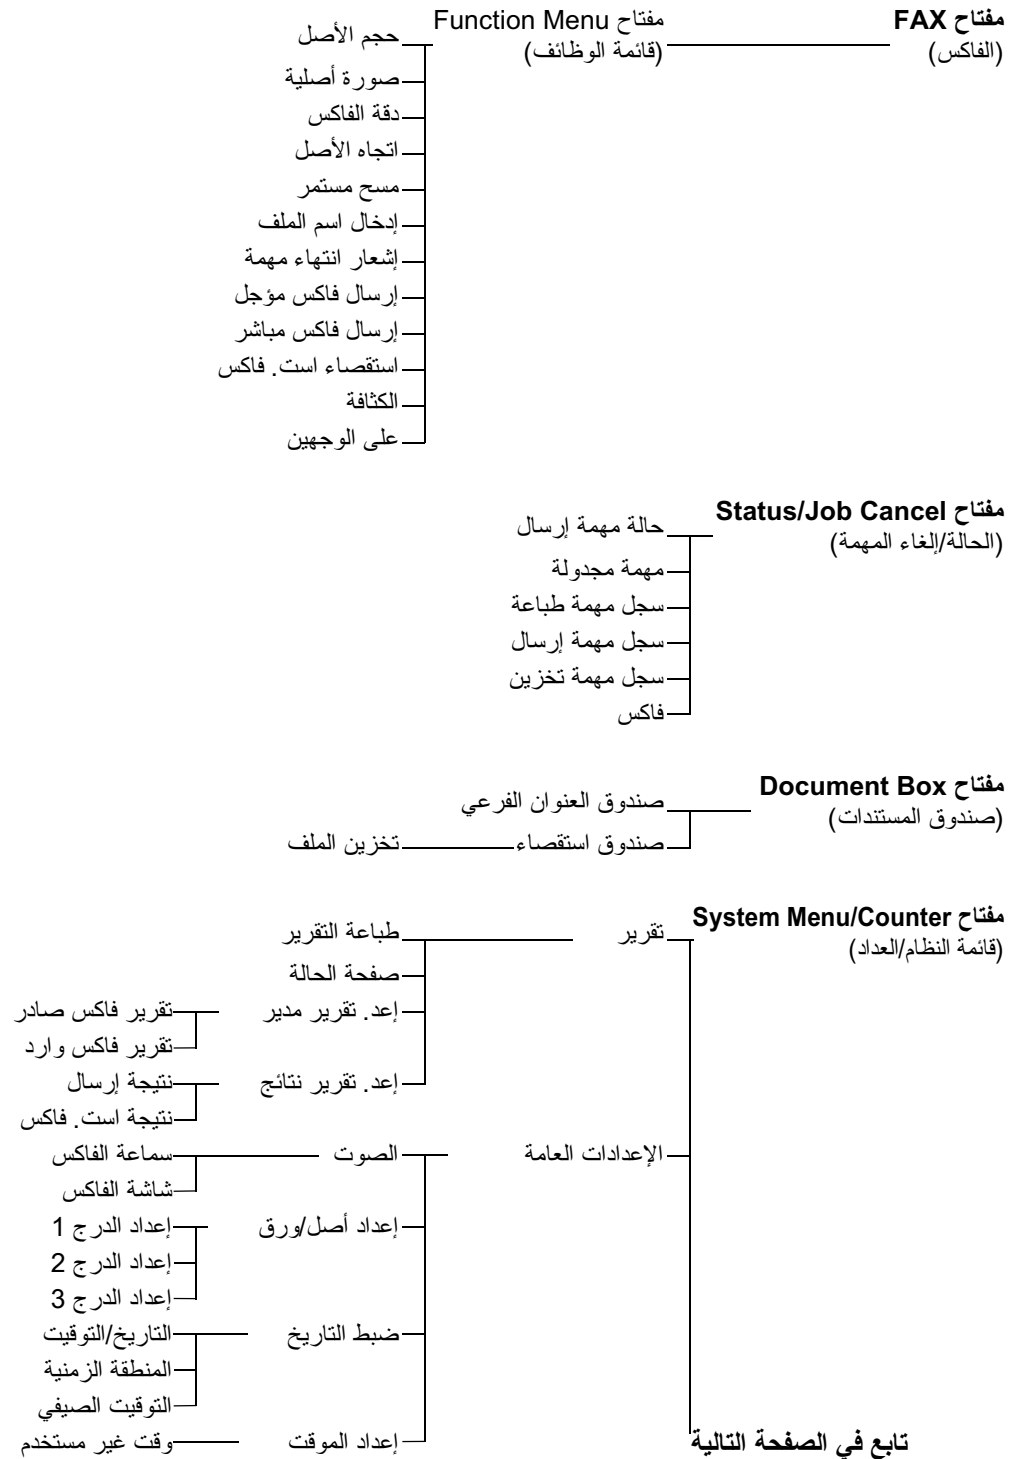 مفتاح FAX
(الفاكس)
مفتاح Function Menu
(قائمة الوظائف)
حجم الأصل
صورة أصلية
دقة الفاكس
اتجاه الأصل
مسح مستمر
إدخال اسم الملف
إشعار انتهاء مهمة
إرسال فاكس مؤجل
إرسال فاكس مباشر
استقصاء است. فاكس
الكثافة
على الوجهين
مفتاح Status/Job Cancel
(الحالة/إلغاء المهمة)
حالة مهمة إرسال
مهمة مجدولة
سجل مهمة طباعة
سجل مهمة إرسال
سجل مهمة تخزين
فاكس
مفتاح Document Box
(صندوق المستندات)
صندوق العنوان الفرعي
صندوق استقصاء
تخزين الملف
مفتاح System Menu/Counter
(قائمة النظام/العداد)
تقرير
طباعة التقرير
صفحة الحالة
إعد. تقرير مدير
تقرير فاكس صادر
تقرير فاكس وارد
إعد. تقرير نتائج
نتيجة إرسال
نتيجة است. فاكس
الإعدادات العامة
الصوت
سماعة الفاكس
شاشة الفاكس
إعداد أصل/ورق
إعداد الدرج 1
إعداد الدرج 2
إعداد الدرج 3
ضبط التاريخ
التاريخ/التوقيت
المنطقة الزمنية
التوقيت الصيفي
إعداد الموقت
وقت غير مستخدم
تابع في الصفحة التالية